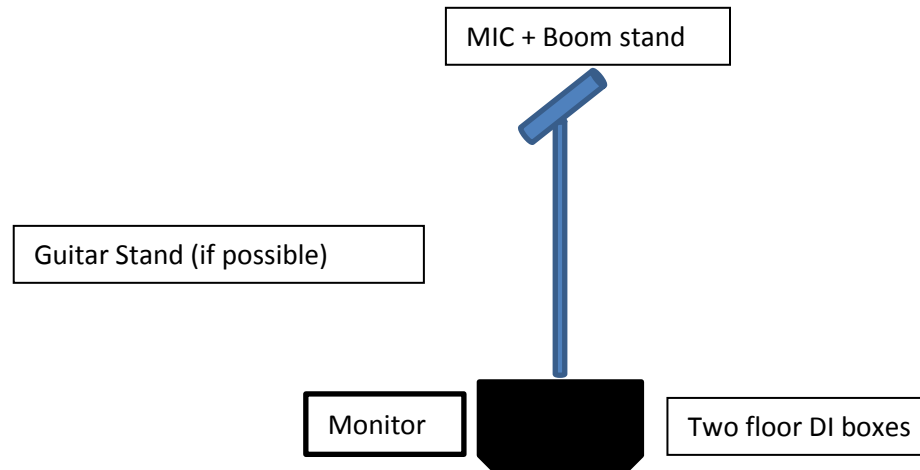 MIC + Boom stand
Guitar Stand (if possible)
Monitor
Two floor DI boxes